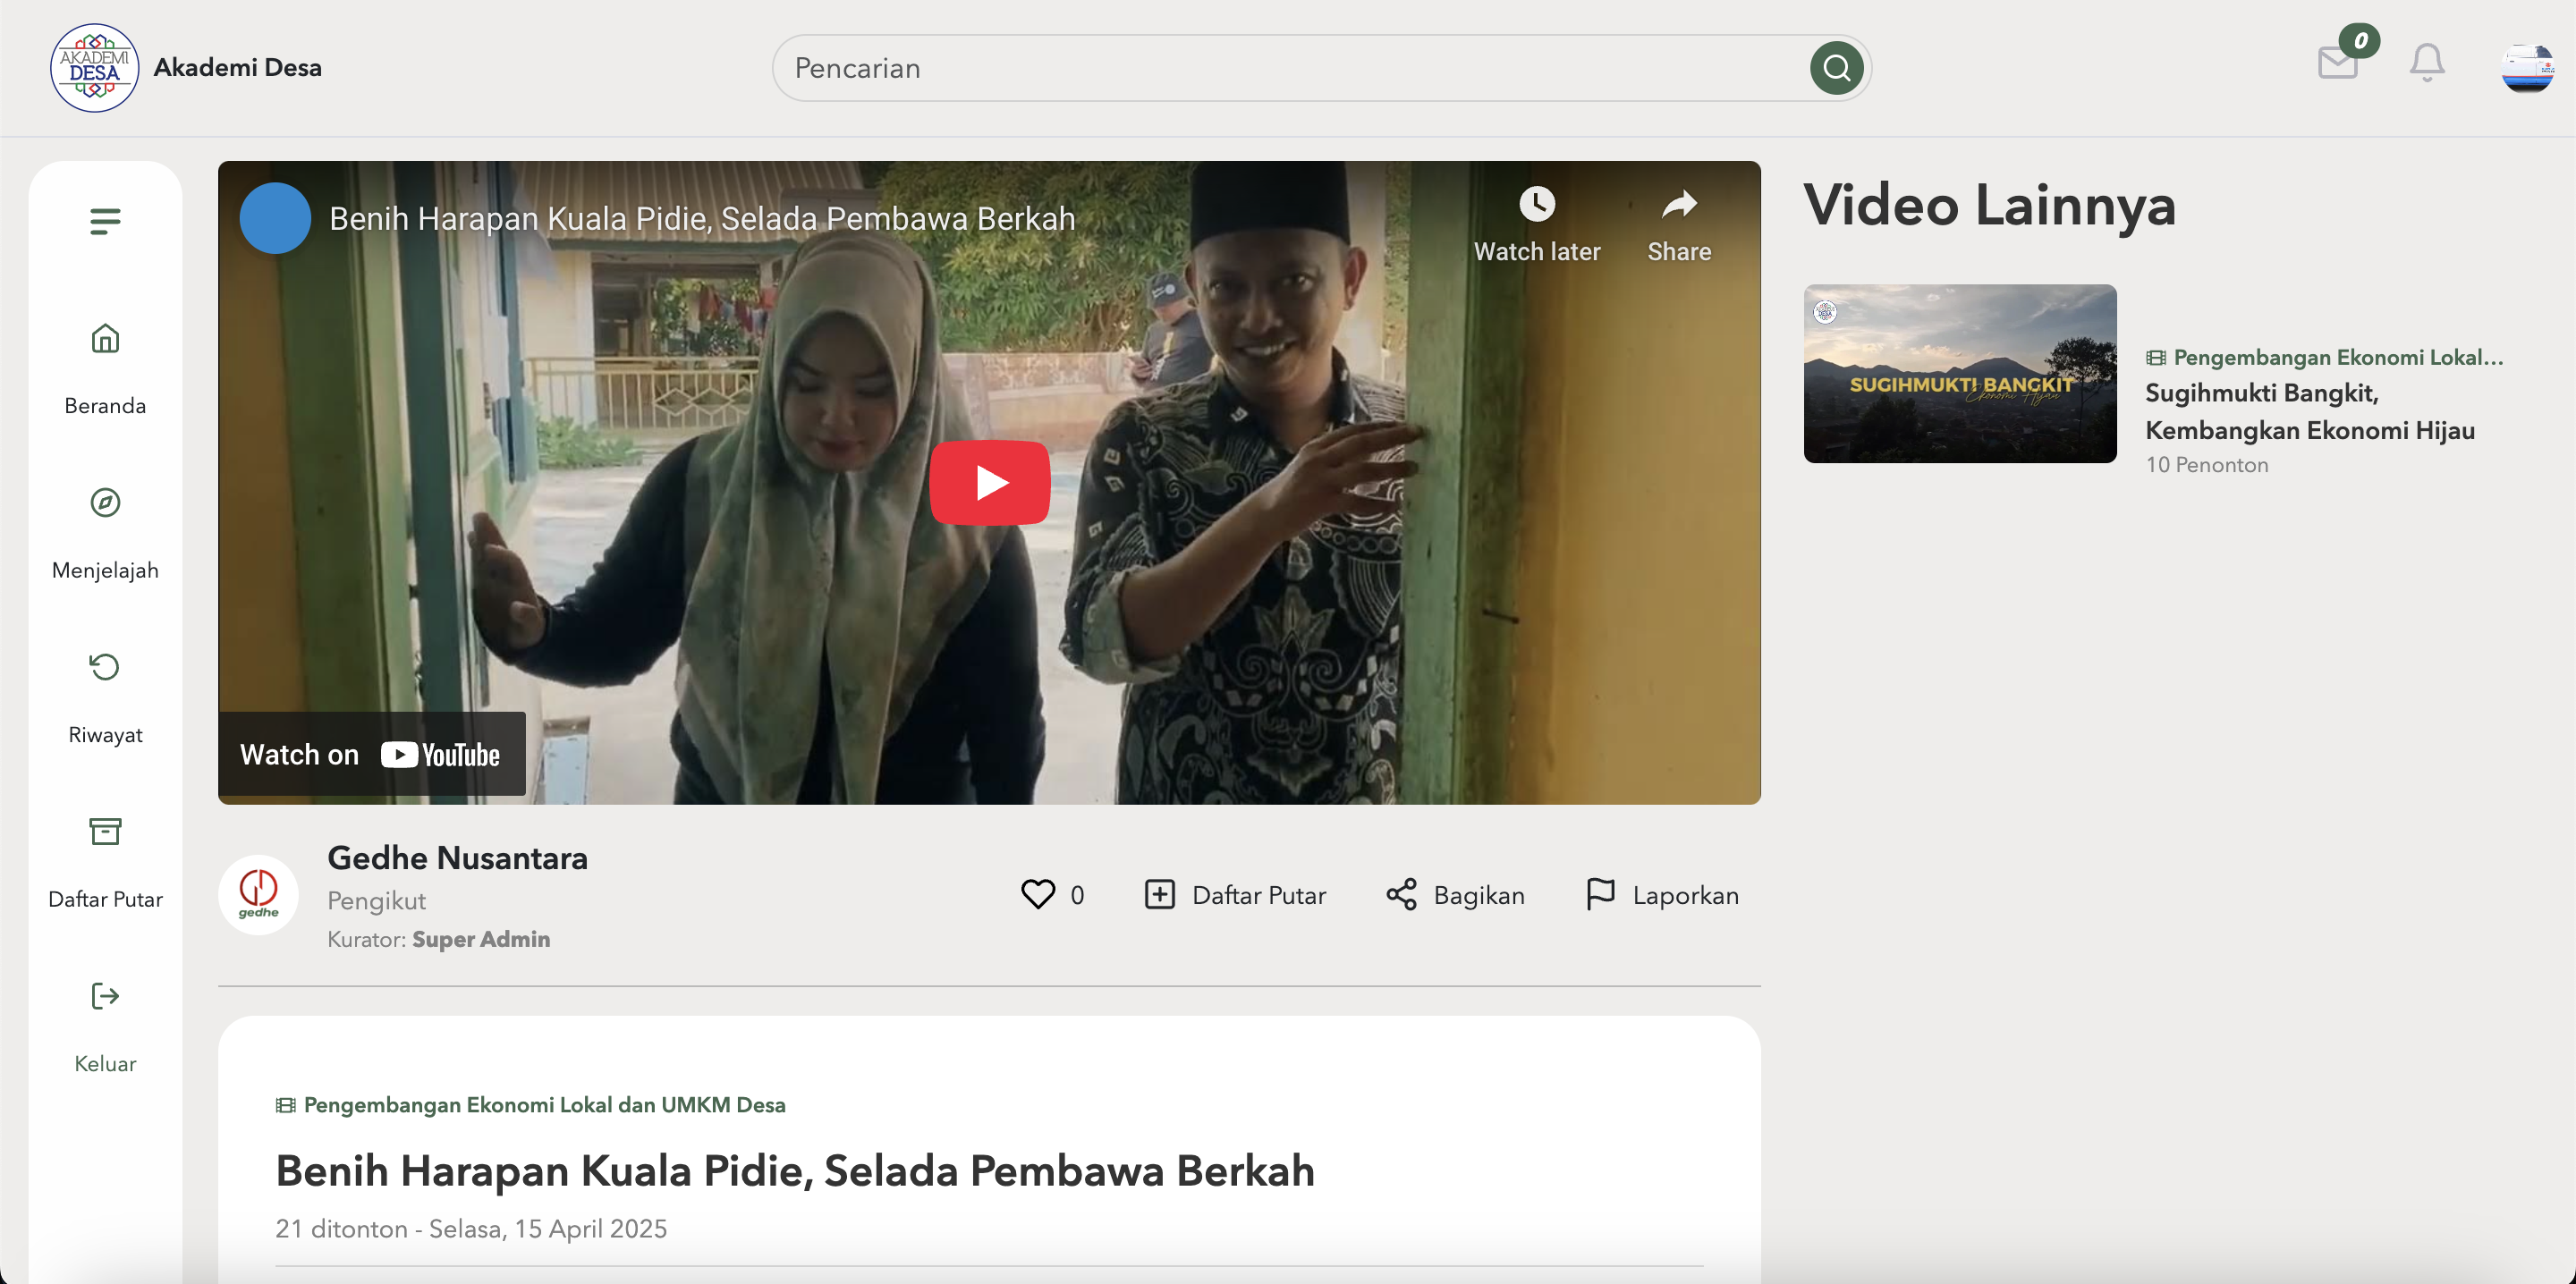 AKADEMI
DESA
Akademi Desa
Pencarian
0
Beranda
Menjelajah
Riwayat
Daftar Putar
Keluar
Benih Harapan Kuala Pidie, Selada Pembawa Berkah
Watch later
Share
Watch on YouTube
Gedhe Nusantara
gedhe
Pengikut
Kurator: Super Admin
0
Daftar Putar
Bagikan
Laporkan
Pengembangan Ekonomi Lokal dan UMKM Desa
Benih Harapan Kuala Pidie, Selada Pembawa Berkah
21 ditonton - Selasa, 15 April 2025
Video Lainnya
SUGIHMUKTI BANGKIT
Ekonomi Hijau
Pengembangan Ekonomi Lokal...
Sugihmukti Bangkit,
Kembangkan Ekonomi Hijau
10 Penonton